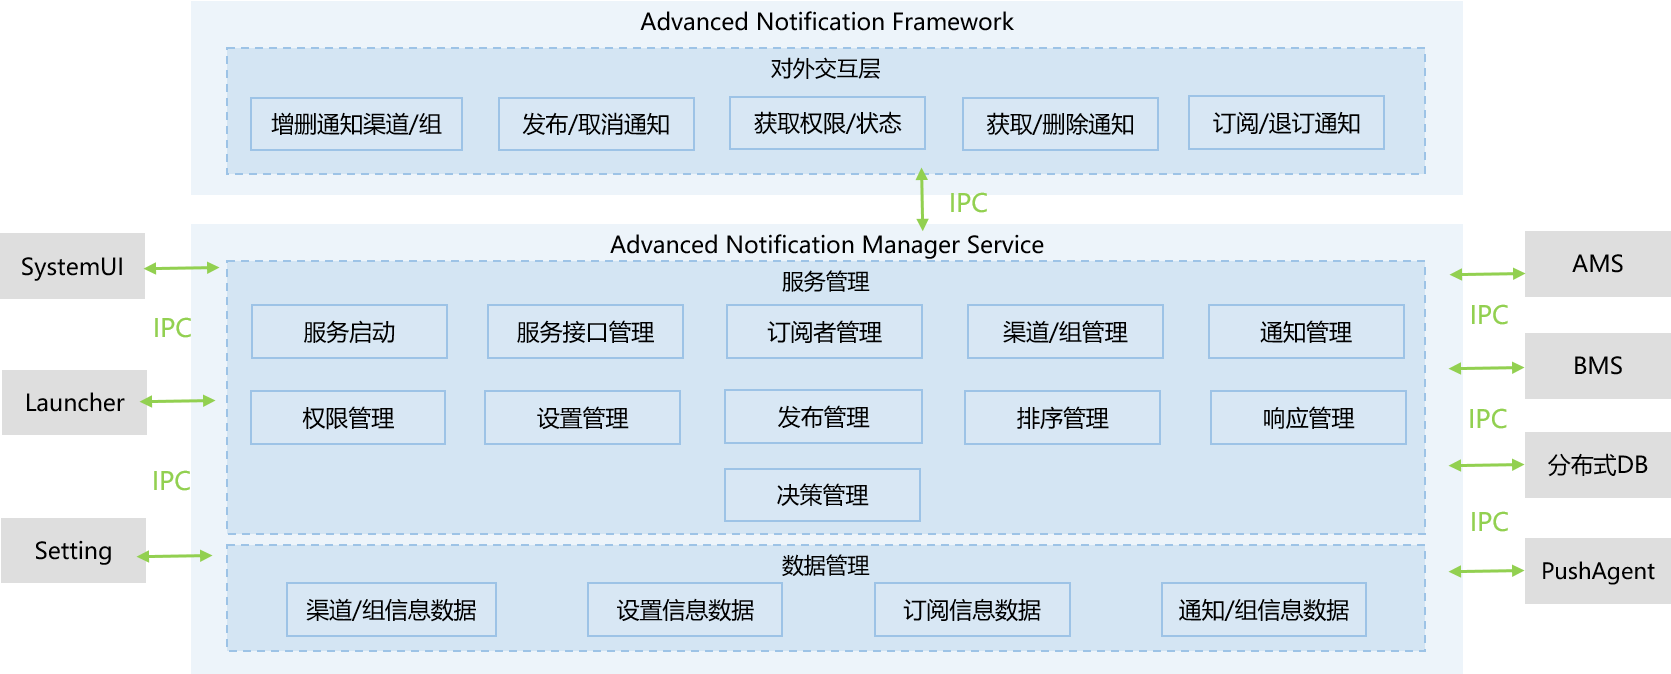 Advanced Notification Framework
对外交互层
增删通知渠道/组
发布/取消通知
获取权限/状态
获取/删除通知
订阅/退订通知
IPC
Advanced Notification Manager Service
服务管理
服务启动
服务接口管理
订阅者管理
渠道/组管理
通知管理
权限管理
设置管理
发布管理
排序管理
响应管理
决策管理
数据管理
渠道/组信息数据
设置信息数据
订阅信息数据
通知/组信息数据
SystemUI
IPC
Launcher
IPC
Setting
AMS
IPC
BMS
IPC
分布式DB
IPC
PushAgent